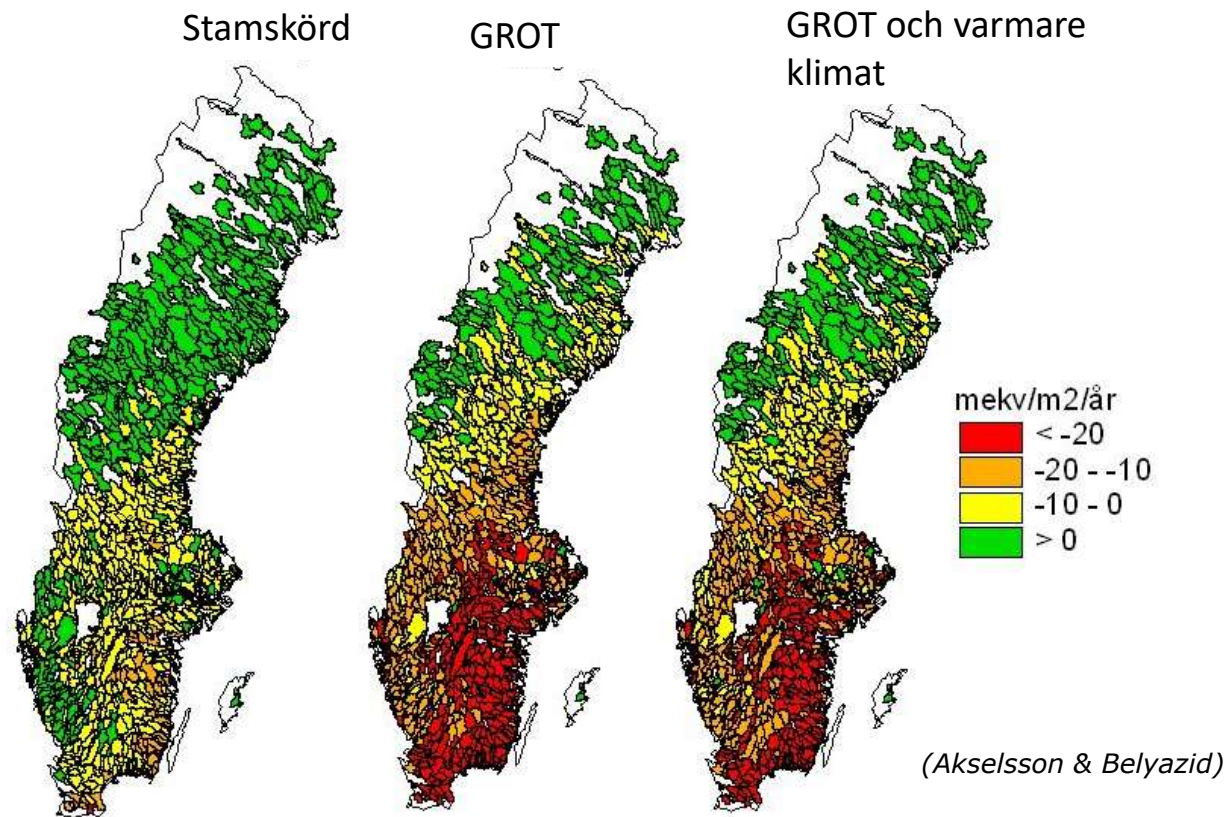 Stamskörd
GROT
GROT och varmare
klimat
mekv/m2/år
< -20
-20 - -10
-10 - 0
> 0
(Akselsson & Belyazid)